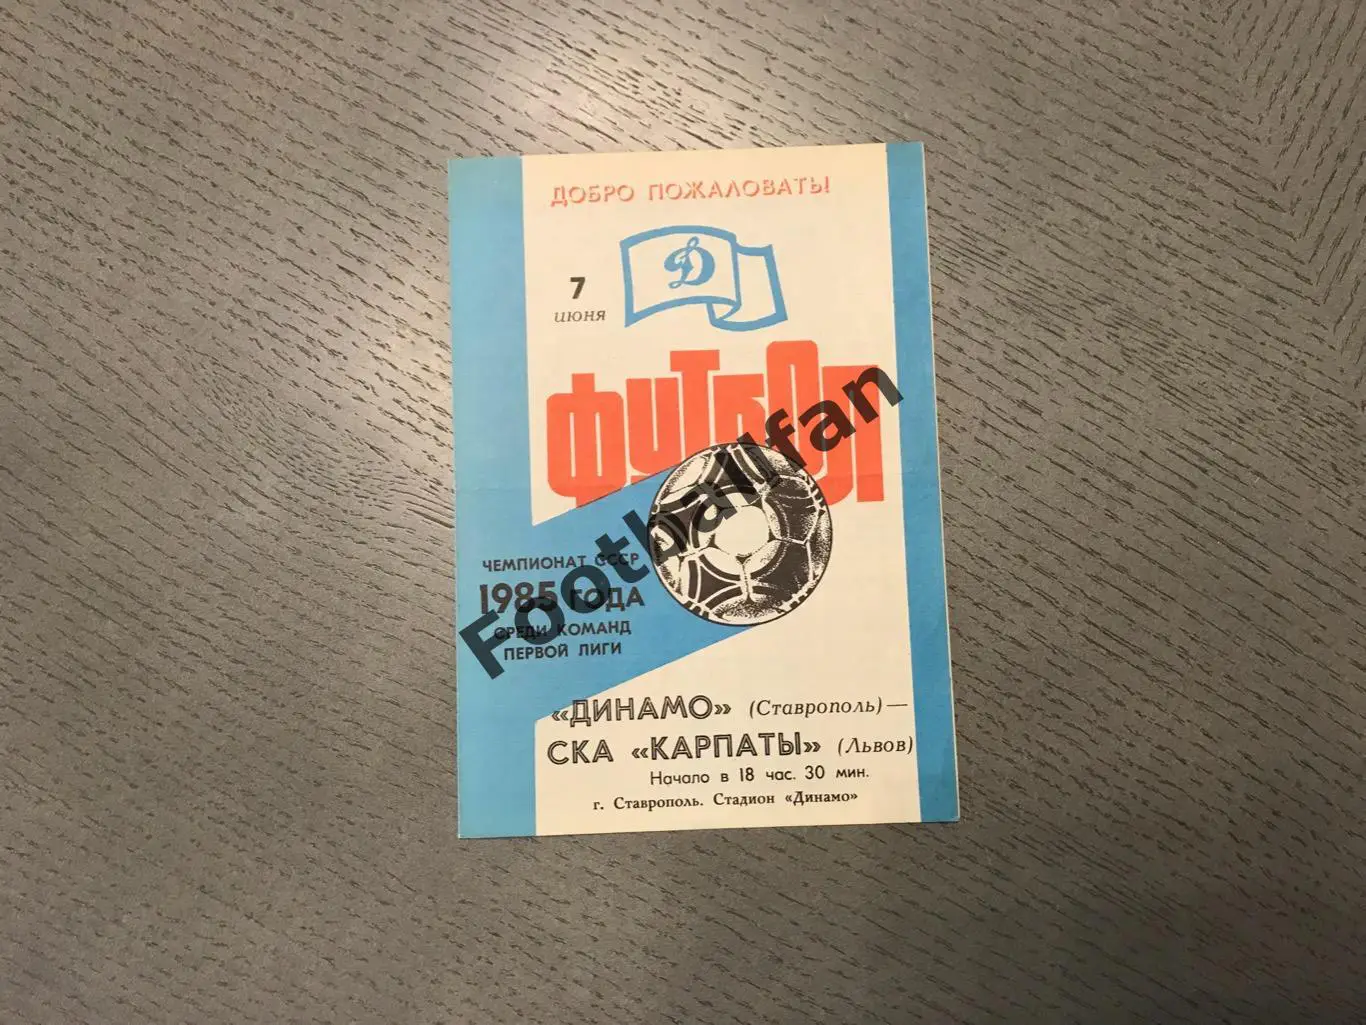 ДОБРО ПОЖАЛОВАТЬ!
Д
7
июня
ФУТБОЛ
Footballfan
ЧЕМПИОНАТ СССР
1985 ГОДА
СРЕДИ КОМАНД
ПЕРВОЙ ЛИГИ
«ДИНАМО» (Ставрополь) —
СКА «КАРПАТЫ» (Львов)
Начало в 18 час. 30 мин.
г. Ставрополь. Стадион «Динамо»